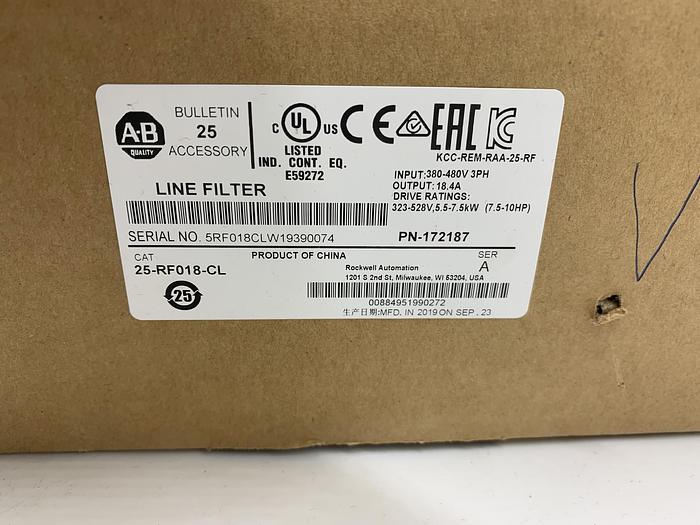 A-B
QUALITY
BULLETIN
25
ACCESSORY
C UL US
LISTED
IND. CONT. EQ.
E59272
CE
EAC
KC
KCC-REM-RAA-25-RF
LINE FILTER
INPUT:380-480V 3PH
OUTPUT: 18.4A
DRIVE RATINGS:
323-528V,5.5-7.5kW (7.5-10HP)
SERIAL NO. 5RF018CLW19390074
PN-172187
CAT
25-RF018-CL
PRODUCT OF CHINA
SER
A
Rockwell Automation
1201 S 2nd St, Milwaukee, WI 53204, USA
25
00884951990272
生产日期:MFD. IN 2019 ON SEP . 23